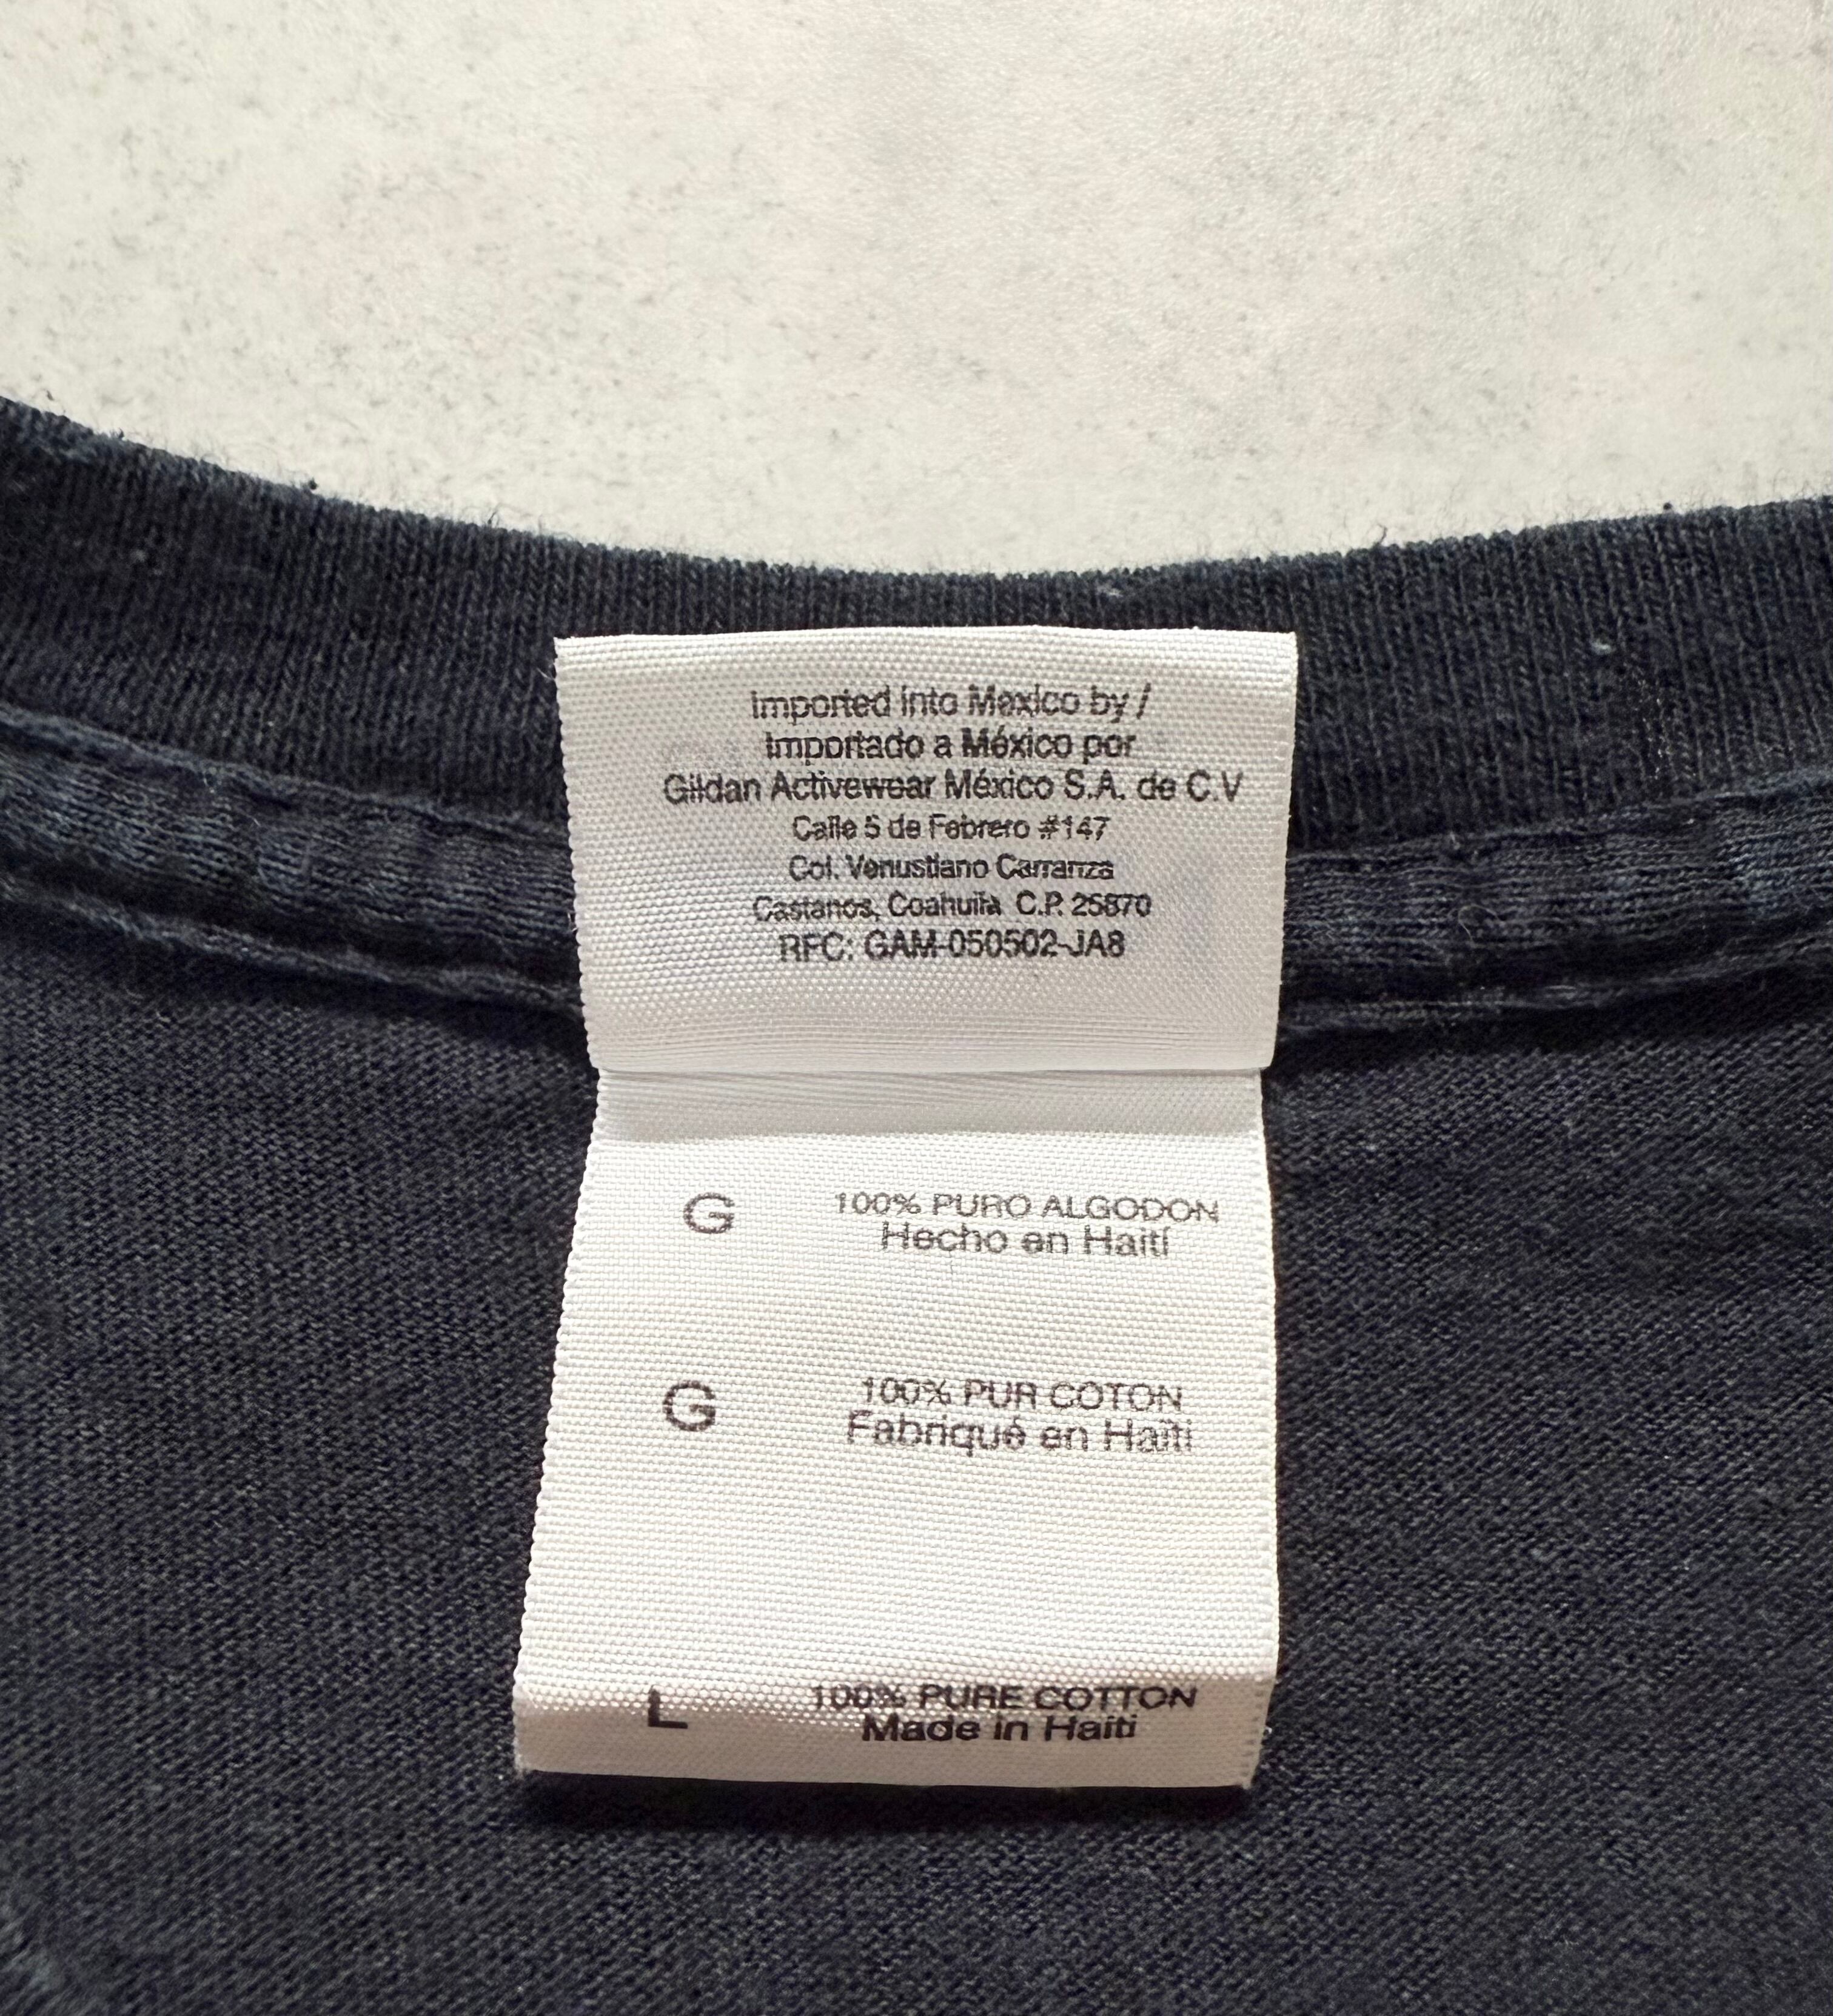 Imported into Mexico by /
Importado a México por
Gildan Activewear México S.A. de C.V
Calle 5 de Febrero #147
Col. Venustiano Carranza
Castanos, Coahuila C.P. 25870
RFC: GAM-050502-JA8
G 100% PURO ALGODON
Hecho en Haití
G 100% PUR COTON
Fabriqué en Haïti
L 100% PURE COTTON
Made in Haiti